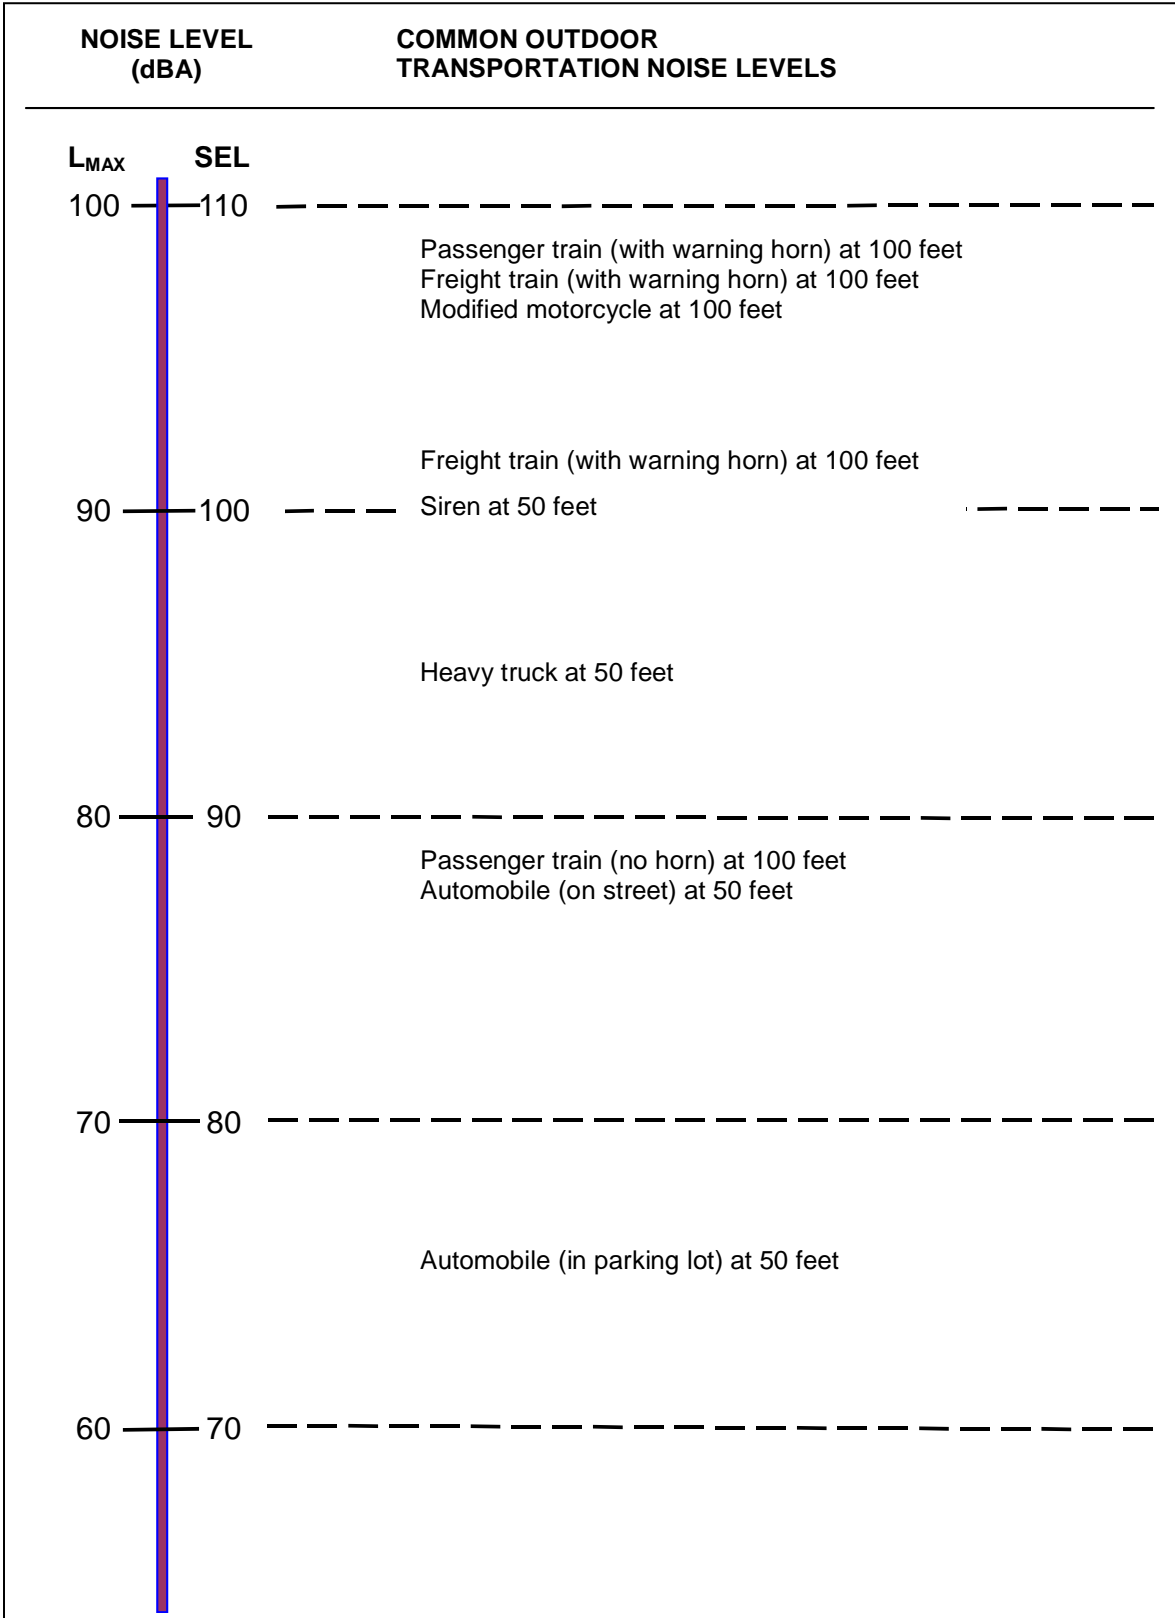 NOISE LEVEL COMMON OUTDOOR
(dBA) TRANSPORTATION NOISE LEVELS
LMAX SEL
100 110
Passenger train (with warning horn) at 100 feet
Freight train (with warning horn) at 100 feet
Modified motorcycle at 100 feet
Freight train (with warning horn) at 100 feet
90 100 Siren at 50 feet
Heavy truck at 50 feet
80 90
Passenger train (no horn) at 100 feet
Automobile (on street) at 50 feet
70 80
Automobile (in parking lot) at 50 feet
60 70